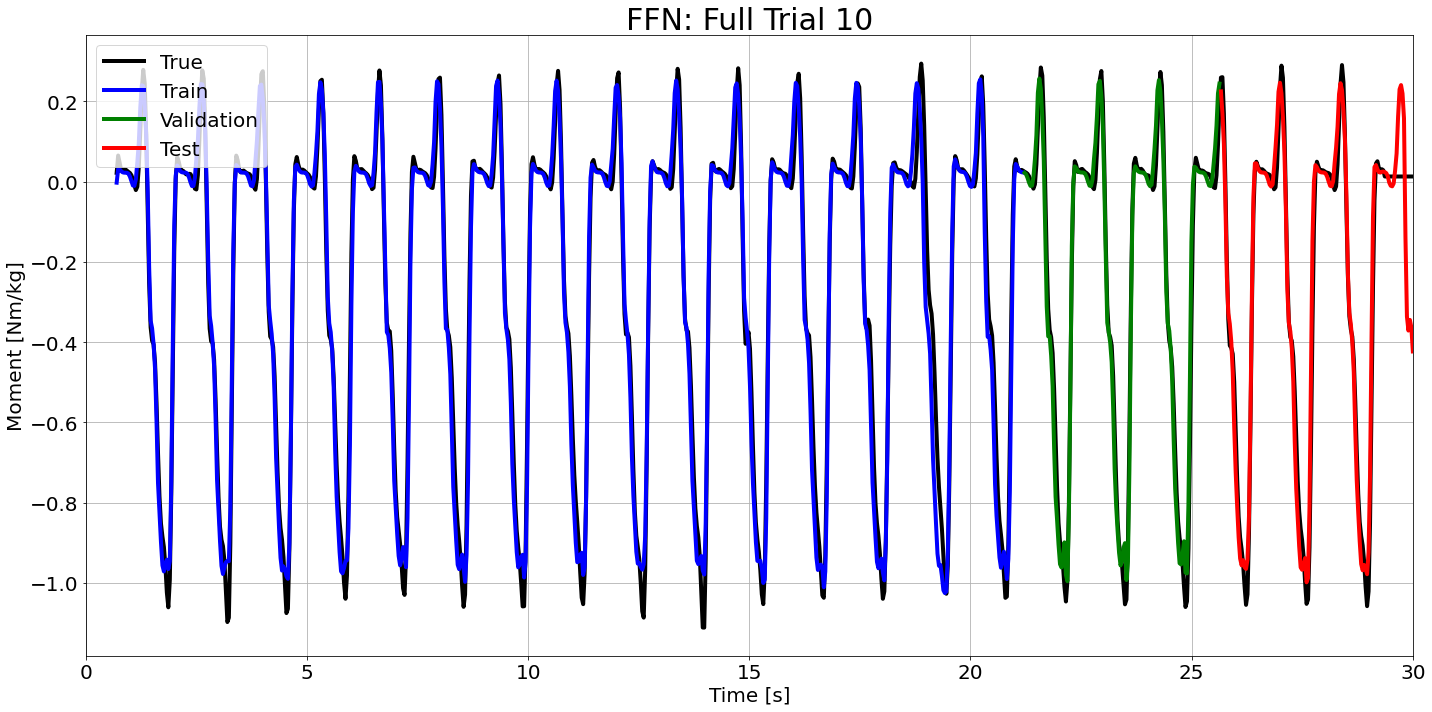 FFN: Full Trial 10
True
Train
Validation
Test
Moment [Nm/kg]
0.2
0.0
−0.2
−0.4
−0.6
−0.8
−1.0
0 5 10 15 20 25 30
Time [s]